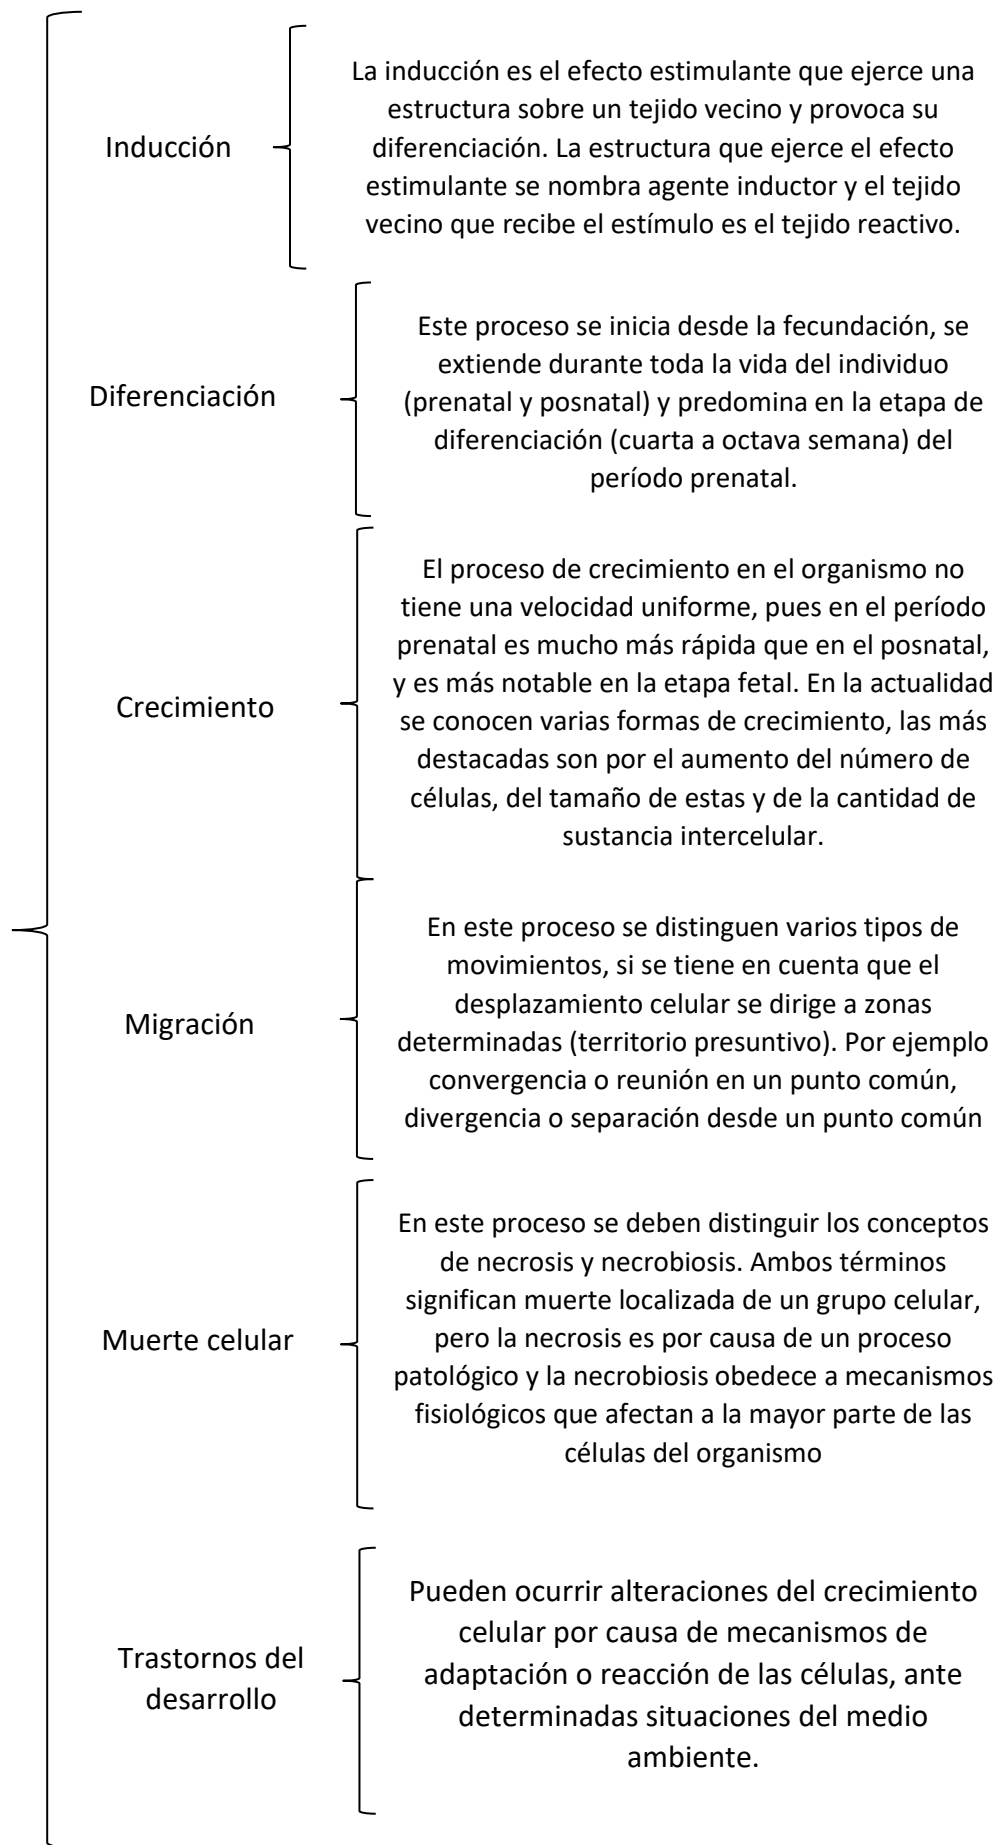 Inducción
La inducción es el efecto estimulante que ejerce una
estructura sobre un tejido vecino y provoca su
diferenciación. La estructura que ejerce el efecto
estimulante se nombra agente inductor y el tejido
vecino que recibe el estímulo es el tejido reactivo.
Diferenciación
Este proceso se inicia desde la fecundación, se
extiende durante toda la vida del individuo
(prenatal y posnatal) y predomina en la etapa de
diferenciación (cuarta a octava semana) del
período prenatal.
Crecimiento
El proceso de crecimiento en el organismo no
tiene una velocidad uniforme, pues en el período
prenatal es mucho más rápida que en el posnatal,
y es más notable en la etapa fetal. En la actualidad
se conocen varias formas de crecimiento, las más
destacadas son por el aumento del número de
células, del tamaño de estas y de la cantidad de
sustancia intercelular.
Migración
En este proceso se distinguen varios tipos de
movimientos, si se tiene en cuenta que el
desplazamiento celular se dirige a zonas
determinadas (territorio presuntivo). Por ejemplo
convergencia o reunión en un punto común,
divergencia o separación desde un punto común
Muerte celular
En este proceso se deben distinguir los conceptos
de necrosis y necrobiosis. Ambos términos
significan muerte localizada de un grupo celular,
pero la necrosis es por causa de un proceso
patológico y la necrobiosis obedece a mecanismos
fisiológicos que afectan a la mayor parte de las
células del organismo
Trastornos del
desarrollo
Pueden ocurrir alteraciones del crecimiento
celular por causa de mecanismos de
adaptación o reacción de las células, ante
determinadas situaciones del medio
ambiente.